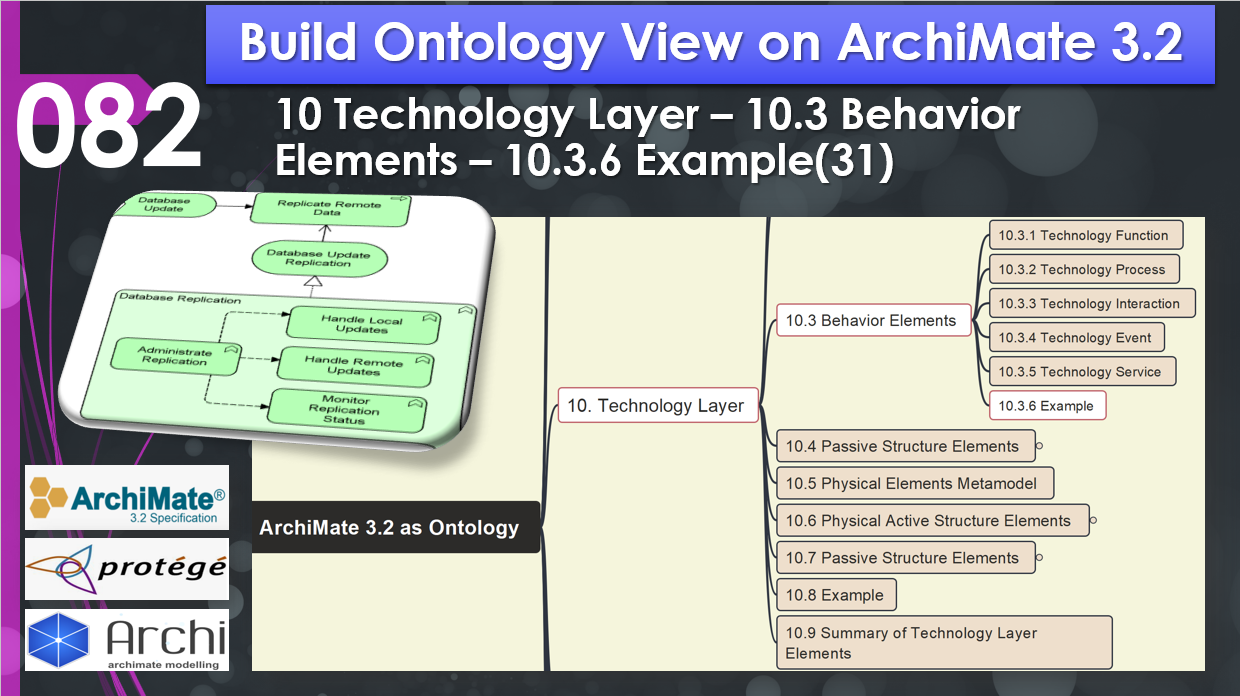 Build Ontology View on ArchiMate 3.2
082
10 Technology Layer – 10.3 Behavior
Elements – 10.3.6 Example(31)
Database
Update
Replicate Remote
Data
Database Update
Replication
Database Replication
Handle Local
Updates
Administrate
Replication
Handle Remote
Updates
Monitor
Replication
Status
ArchiMate®
3.2 Specification
protégé
Archi
archimate modelling
ArchiMate 3.2 as Ontology
10. Technology Layer
10.3 Behavior Elements
10.3.1 Technology Function
10.3.2 Technology Process
10.3.3 Technology Interaction
10.3.4 Technology Event
10.3.5 Technology Service
10.3.6 Example
10.4 Passive Structure Elements
10.5 Physical Elements Metamodel
10.6 Physical Active Structure Elements
10.7 Passive Structure Elements
10.8 Example
10.9 Summary of Technology Layer
Elements